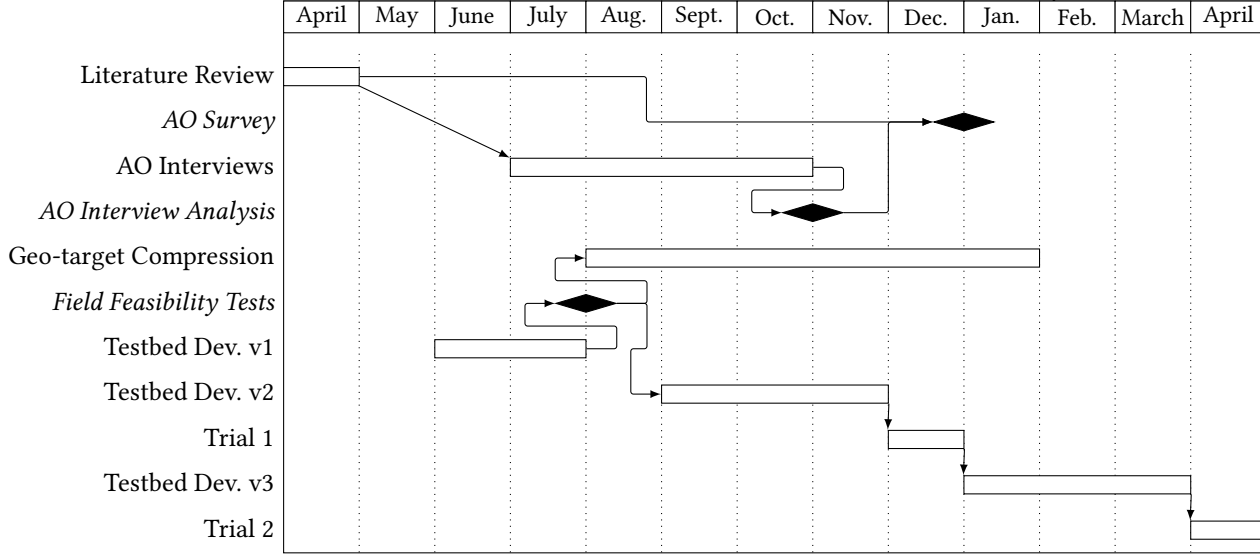 April May June July Aug. Sept. Oct. Nov. Dec. Jan. Feb. March April
Literature Review
AO Survey
AO Interviews
AO Interview Analysis
Geo-target Compression
Field Feasibility Tests
Testbed Dev. v1
Testbed Dev. v2
Trial 1
Testbed Dev. v3
Trial 2